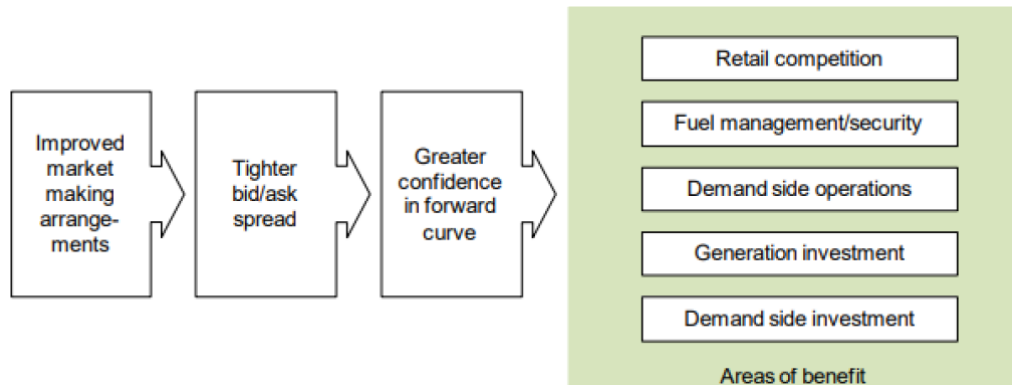 Improved
market
making
arrange-
ments
Tighter
bid/ask
spread
Greater
confidence
in forward
curve
Retail competition
Fuel management/security
Demand side operations
Generation investment
Demand side investment
Areas of benefit